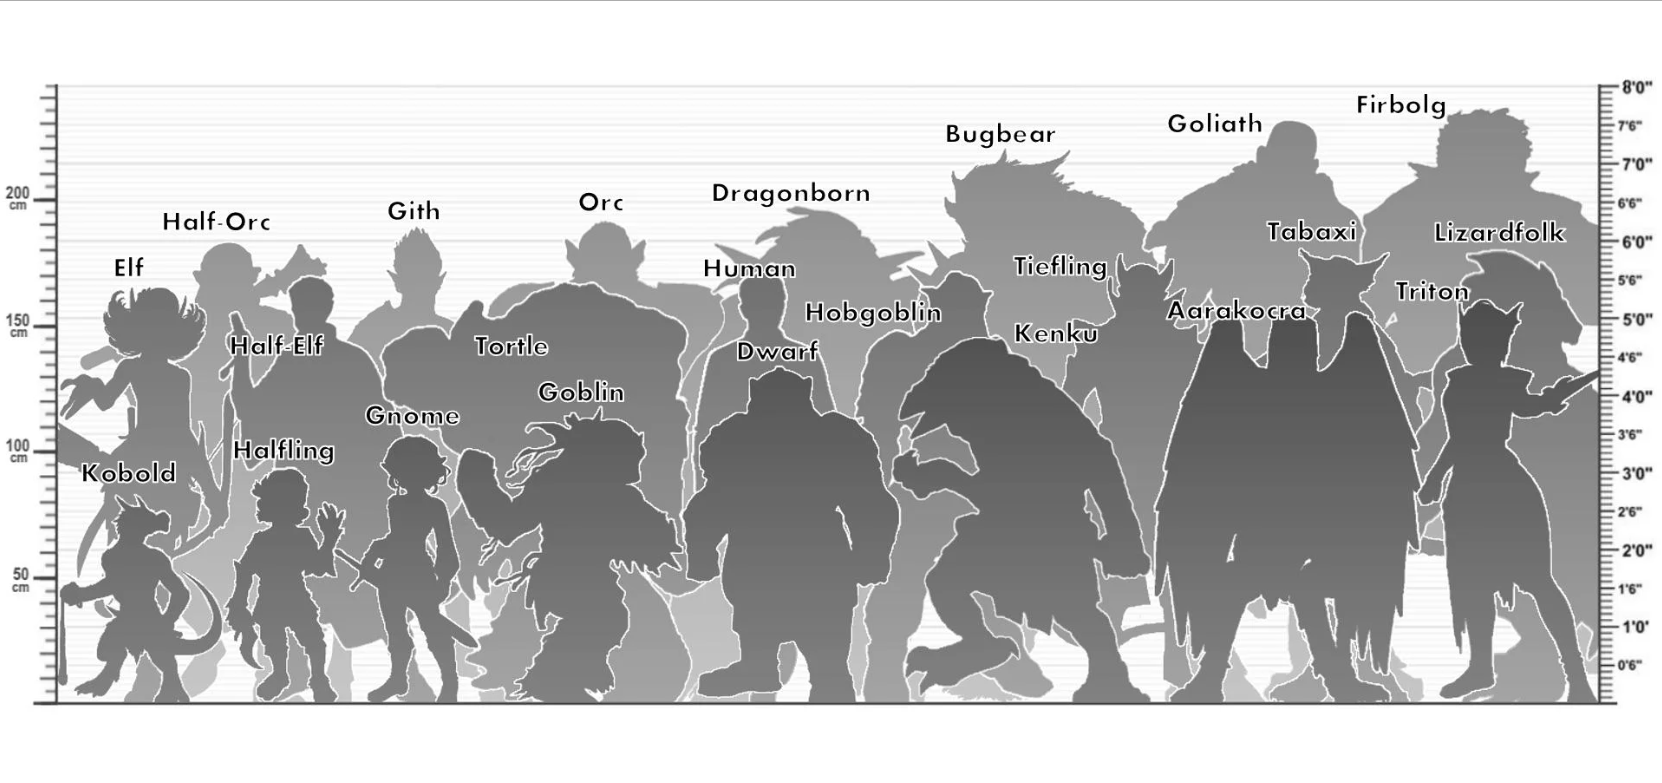 8'0"
Firbolg
7'6"
Goliath
Bugbear
7'0"
200
cm
Dragonborn
Orc
6'6"
Gith
Half-Orc
Tabaxi
Lizardfolk
6'0"
Elf
Human
Tiefling
5'6"
Triton
Hobgoblin
Aarakocra
5'0"
150
cm
Kenku
Half-Elf
Tortle
Dwarf
4'6"
Goblin
4'0"
Gnome
3'6"
100
cm
Halfling
Kobold
3'0"
2'6"
2'0"
50
cm
1'6"
1'0'
0'6"